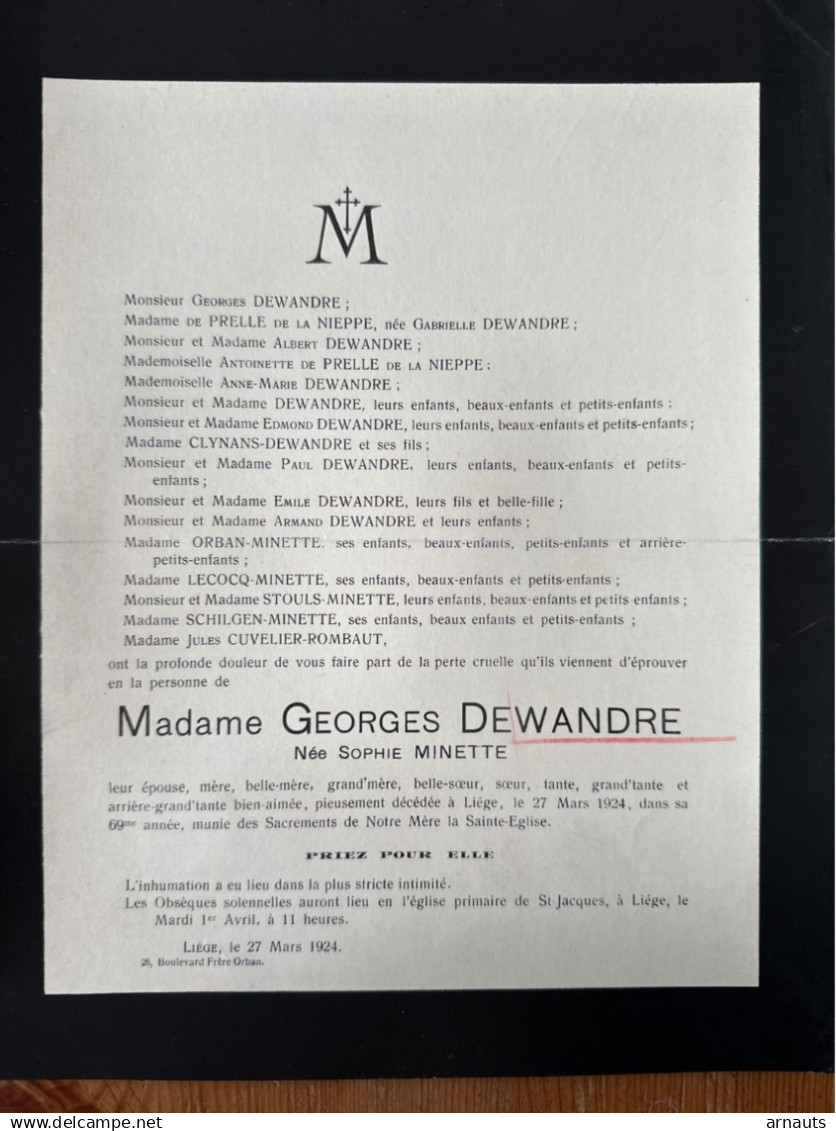 M
Monsieur GEORGES DEWANDRE ;
Madame DE PRELLE DE LA NIEPPE, née GABRIELLE DEWANDRE ;
Monsieur et Madame ALBERT DEWANDRE ;
Mademoiselle ANTOINETTE DE PRELLE DE LA NIEPPE ;
Mademoiselle ANNE-MARIE DEWANDRE ;
Monsieur et Madame DEWANDRE, leurs enfants, beaux-enfants et petits-enfants ;
Monsieur et Madame EDMOND DEWANDRE, leurs enfants, beaux-enfants et petits-enfants ;
Madame CLYNANS-DEWANDRE et ses fils ;
Monsieur et Madame PAUL DEWANDRE, leurs enfants, beaux-enfants et petits-
enfants ;
Monsieur et Madame EMILE DEWANDRE, leurs fils et belle-fille ;
Monsieur et Madame ARMAND DEWANDRE et leurs enfants ;
Madame ORBAN-MINETTE, ses enfants, beaux-enfants, petits-enfants et arrière-
petits-enfants ;
Madame LECOCQ-MINETTE, ses enfants, beaux-enfants et petits-enfants ;
Monsieur et Madame STOULS-MINETTE, leurs enfants, beaux-enfants et petits-enfants ;
Madame SCHILGEN-MINETTE, ses enfants, beaux enfants et petits-enfants ;
Madame JULES CUVELIER-ROMBAUT,
ont la profonde douleur de vous faire part de la perte cruelle qu'ils viennent d'éprouver
en la personne de
Madame GEORGES DEWANDRE
Née SOPHIE MINETTE
leur épouse, mère, belle-mère, grand'mère, belle-sœur, sœur, tante, grand'tante et
arrière-grand'tante bien-aimée, pieusement décédée à Liége, le 27 Mars 1924, dans sa
69me année, munie des Sacrements de Notre Mère la Sainte-Eglise.
PRIEZ POUR ELLE
L'inhumation a eu lieu dans la plus stricte intimité.
Les Obsèques solennelles auront lieu en l'église primaire de St Jacques, à Liége, le
Mardi 1er Avril, à 11 heures.
LIÉGE, le 27 Mars 1924.
26, Boulevard Frère Orban.
delcampe.net
arnauts